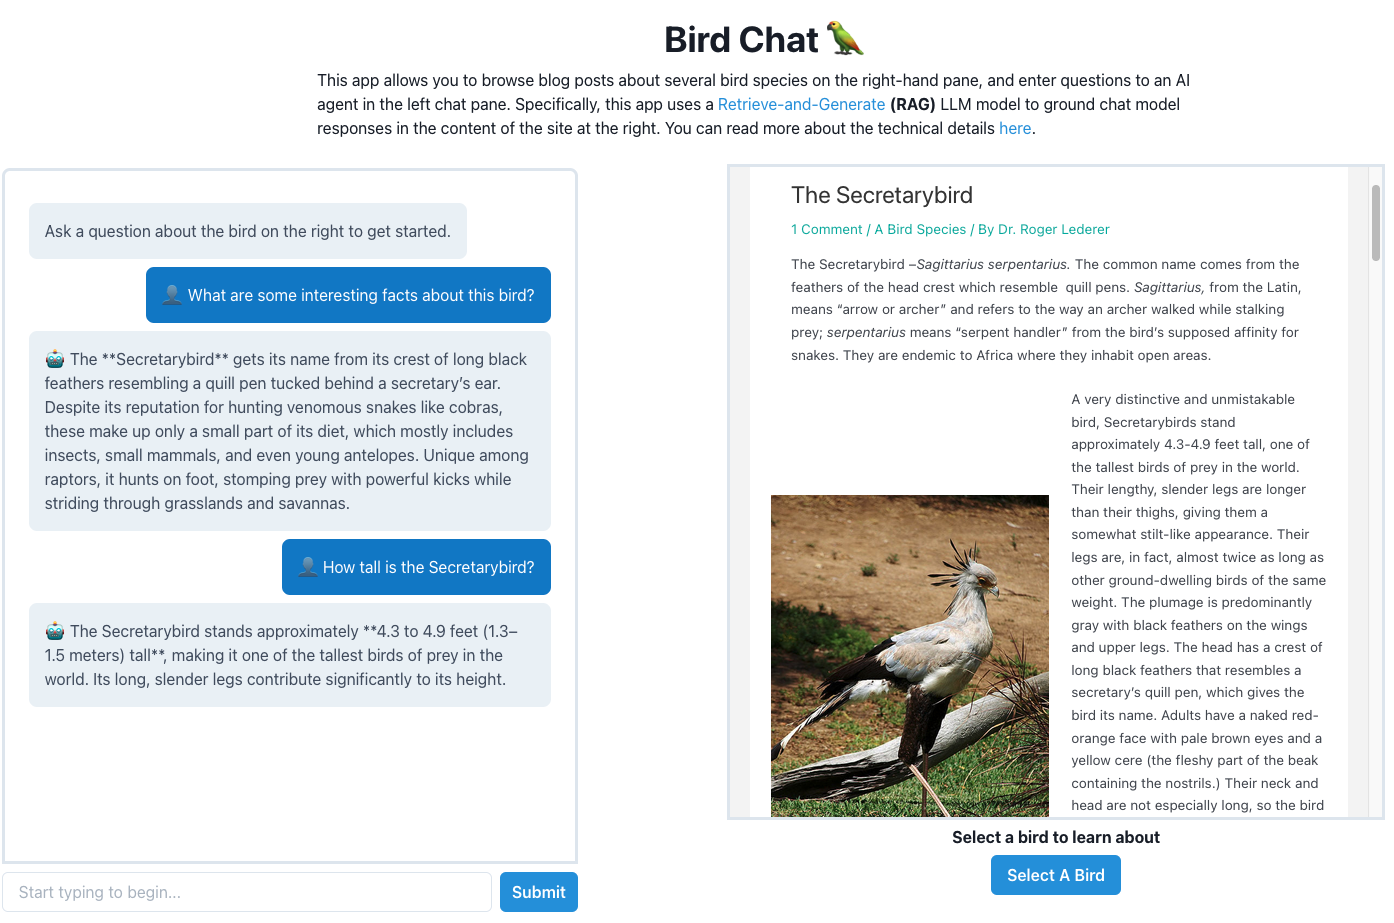 Bird Chat 🦜
This app allows you to browse blog posts about several bird species on the right-hand pane, and enter questions to an AI
agent in the left chat pane. Specifically, this app uses a Retrieve-and-Generate (RAG) LLM model to ground chat model
responses in the content of the site at the right. You can read more about the technical details here.
Ask a question about the bird on the right to get started.
👤 What are some interesting facts about this bird?
🤖 The **Secretarybird** gets its name from its crest of long black
feathers resembling a quill pen tucked behind a secretary’s ear.
Despite its reputation for hunting venomous snakes like cobras,
these make up only a small part of its diet, which mostly includes
insects, small mammals, and even young antelopes. Unique among
raptors, it hunts on foot, stomping prey with powerful kicks while
striding through grasslands and savannas.
👤 How tall is the Secretarybird?
🤖 The Secretarybird stands approximately **4.3 to 4.9 feet (1.3–
1.5 meters) tall**, making it one of the tallest birds of prey in the
world. Its long, slender legs contribute significantly to its height.
Start typing to begin...
Submit
The Secretarybird
1 Comment / A Bird Species / By Dr. Roger Lederer
The Secretarybird –Sagittarius serpentarius. The common name comes from the
feathers of the head crest which resemble quill pens. Sagittarius, from the Latin,
means “arrow or archer” and refers to the way an archer walked while stalking
prey; serpentarius means “serpent handler” from the bird’s supposed affinity for
snakes. They are endemic to Africa where they inhabit open areas.
A very distinctive and unmistakable
bird, Secretarybirds stand
approximately 4.3-4.9 feet tall, one of
the tallest birds of prey in the world.
Their lengthy, slender legs are longer
than their thighs, giving them a
somewhat stilt-like appearance. Their
legs are, in fact, almost twice as long as
other ground-dwelling birds of the same
weight. The plumage is predominantly
gray with black feathers on the wings
and upper legs. The head has a crest of
long black feathers that resembles a
secretary’s quill pen, which gives the
bird its name. Adults have a naked red-
orange face with pale brown eyes and a
yellow cere (the fleshy part of the beak
containing the nostrils.) Their neck and
head are not especially long, so the bird
Select a bird to learn about
Select A Bird